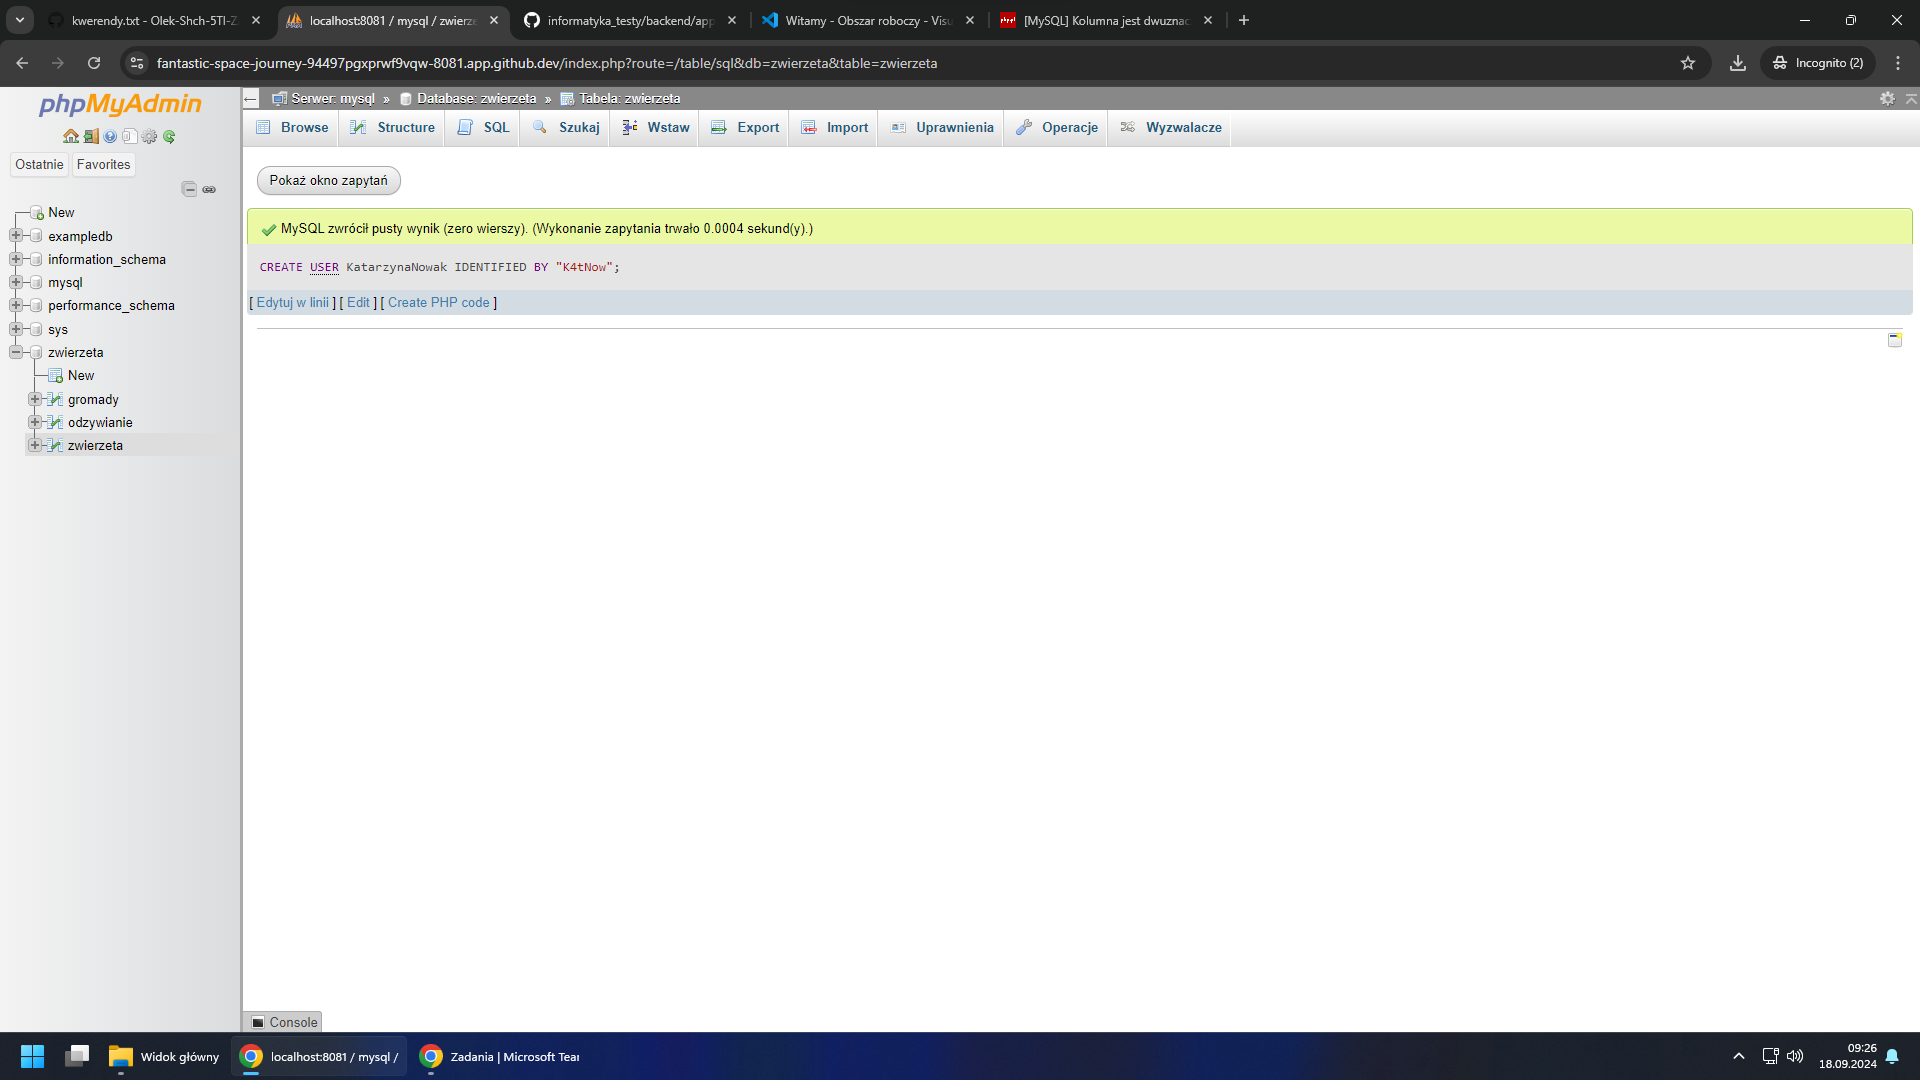 kwerendy.txt - Olek-Shch-5TI-Z
localhost:8081 / mysql / zwierze
informatyka_testy/backend/app
Witamy - Obszar roboczy - Visu
[MySQL] Kolumna jest dwuznac
fantastic-space-journey-94497pgxprwf9vqw-8081.app.github.dev/index.php?route=/table/sql&db=zwierzeta&table=zwierzeta
Incognito (2)
phpMyAdmin
Serwer: mysql » Database: zwierzeta » Tabela: zwierzeta
Browse Structure SQL Szukaj Wstaw Export Import Uprawnienia Operacje Wyzwalacze
Ostatnie Favorites
New
exampledb
information_schema
mysql
performance_schema
sys
zwierzeta
New
gromady
odzywianie
zwierzeta
Pokaż okno zapytań
MySQL zwrócił pusty wynik (zero wierszy). (Wykonanie zapytania trwało 0.0004 sekund(y).)
CREATE USER KatarzynaNowak IDENTIFIED BY "K4tNow";
[ Edytuj w linii ] [ Edit ] [ Create PHP code ]
Console
Widok główny
localhost:8081 / mysql /
Zadania | Microsoft Tear
09:26
18.09.2024